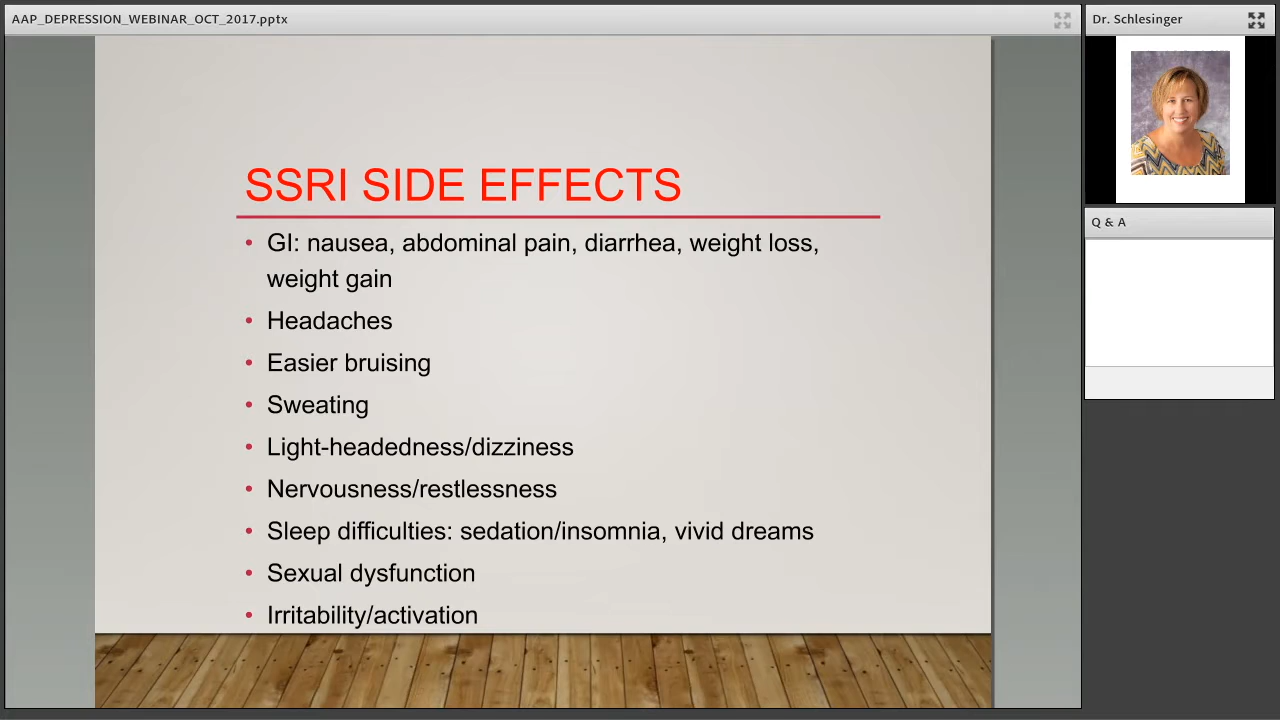 AAP_DEPRESSION_WEBINAR_OCT_2017.pptx
Dr. Schlesinger
Q & A
SSRI SIDE EFFECTS
• GI: nausea, abdominal pain, diarrhea, weight loss,
weight gain
• Headaches
• Easier bruising
• Sweating
• Light-headedness/dizziness
• Nervousness/restlessness
• Sleep difficulties: sedation/insomnia, vivid dreams
• Sexual dysfunction
• Irritability/activation